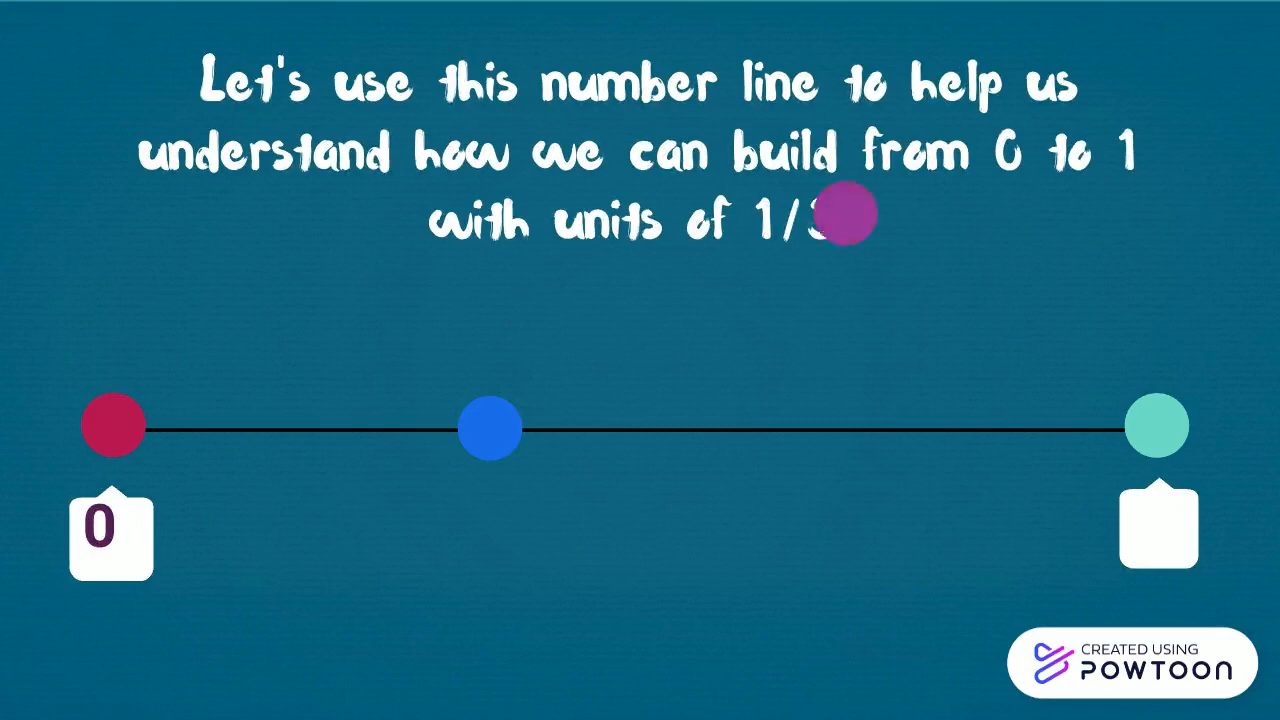 Let's use this number line to help us
understand how we can build from 0 to 1
with units of 1/3
0
CREATED USING
POWTOON